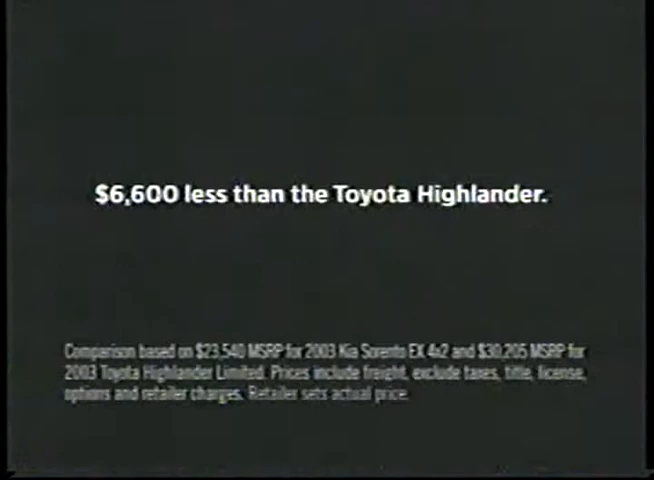 $6,600 less than the Toyota Highlander.
Comparison based on $23,540 MSRP for 2003 Kia Sorento EX 4x2 and $30,205 MSRP for
2003 Toyota Highlander Limited. Prices include freight, exclude taxes, title, license,
options and retailer charges. Retailer sets actual price.